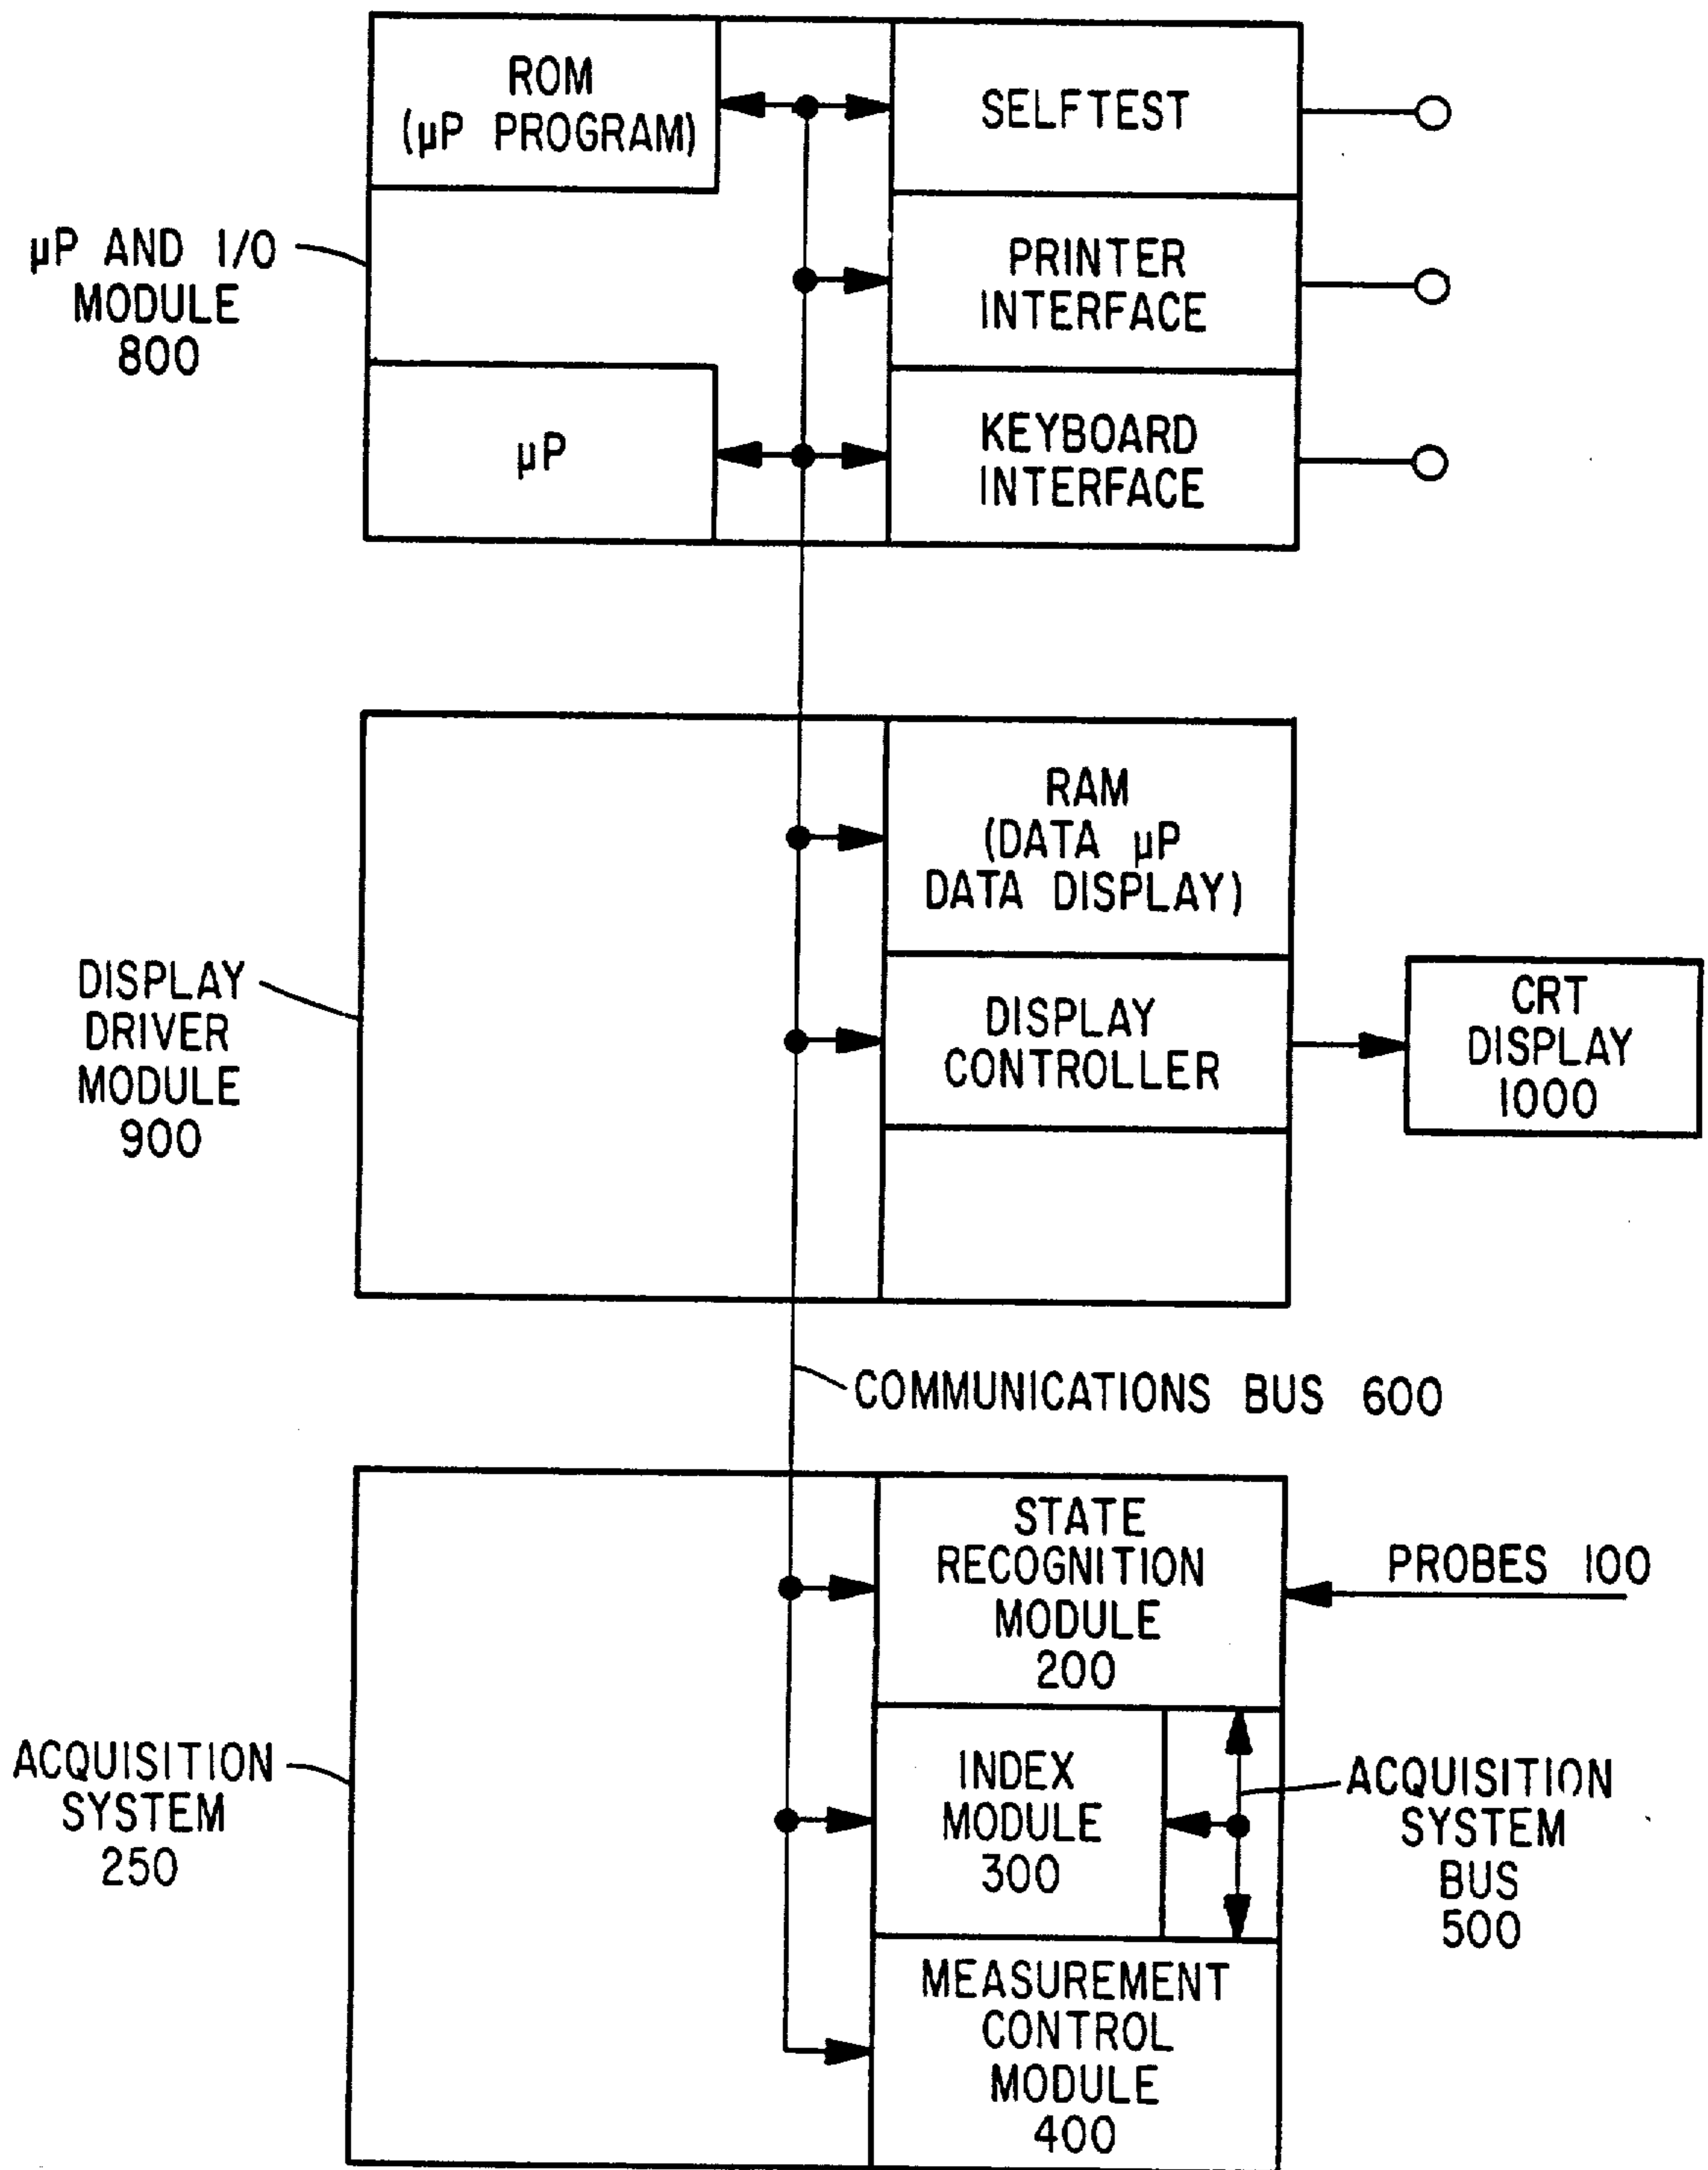 ROM
(µP PROGRAM)
SELFTEST
µP AND I/O
MODULE
800
PRINTER
INTERFACE
µP
KEYBOARD
INTERFACE
RAM
(DATA µP
DATA DISPLAY)
DISPLAY
DRIVER
MODULE
900
DISPLAY
CONTROLLER
CRT
DISPLAY
1000
COMMUNICATIONS BUS 600
STATE
RECOGNITION
MODULE
200
PROBES 100
ACQUISITION
SYSTEM
250
INDEX
MODULE
300
ACQUISITION
SYSTEM
BUS
500
MEASUREMENT
CONTROL
MODULE
400